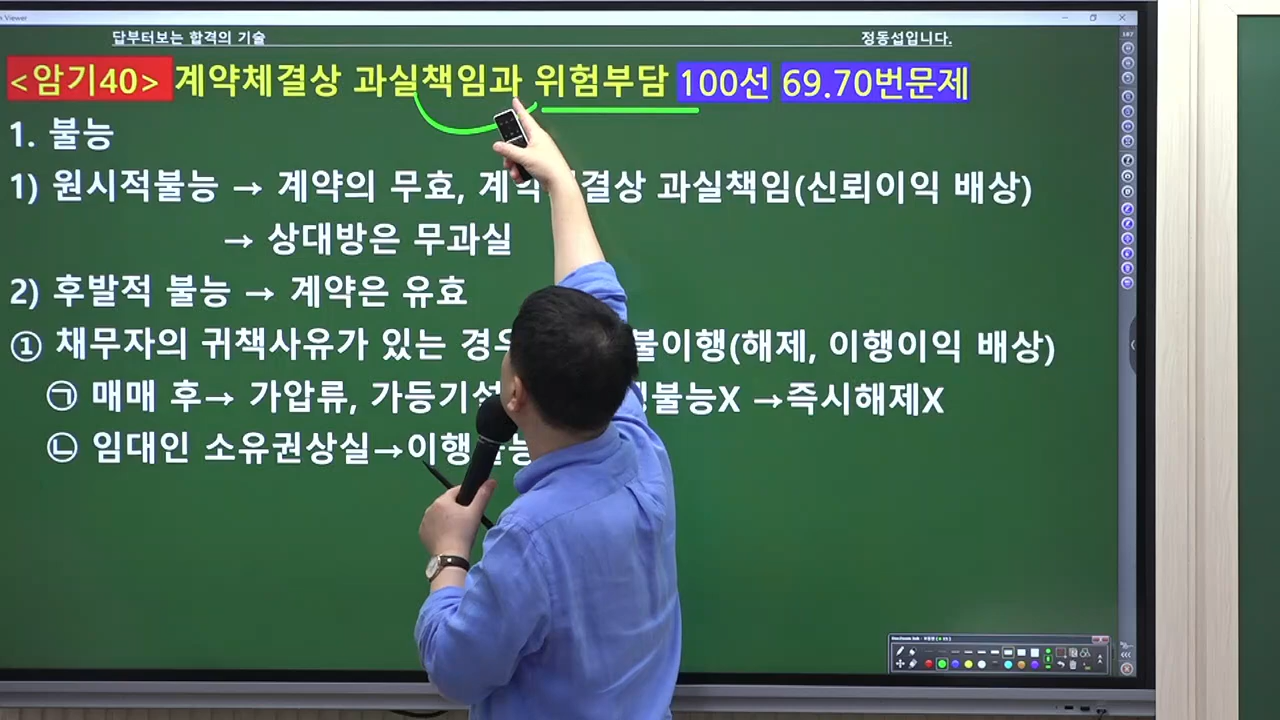 답부터보는 합격의 기술 정동섭입니다.
<암기40> 계약체결상 과실책임과 위험부담 100선 69.70번문제
1. 불능
1) 원시적불능 → 계약의 무효, 계 결상 과실책임(신뢰이익 배상)
→ 상대방은 무과실
2) 후발적 불능 → 계약은 유효
① 채무자의 귀책사유가 있는 경 불이행(해제, 이행이익 배상)
㉠ 매매 후→ 가압류, 가등기 불능X →즉시해제X
㉡ 임대인 소유권상실→이행